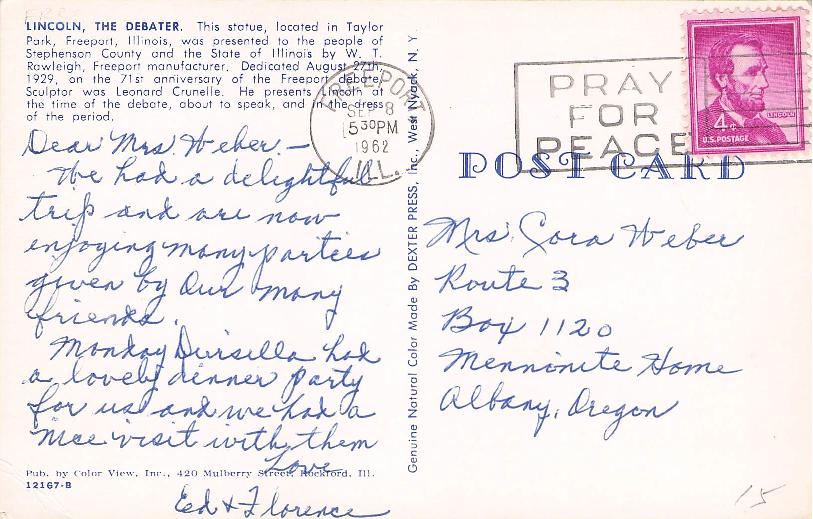 LINCOLN, THE DEBATER. This statue, located in Taylor
Park, Freeport, Illinois, was presented to the people of
Stephenson County and the State of Illinois by W. T.
Rawleigh, Freeport manufacturer. Dedicated August 27th,
1929, on the 71st anniversary of the Freeport debate.
Sculptor was Leonard Crunelle. He presents Lincoln at
the time of the debate, about to speak, and in the dress
of the period.
Dear Mrs. Weber. —
We had a delightful
trip and are now
enjoying many parties
given by our many
friends.
Monday Dursella had
a lovely dinner party
for us and we had a
nice visit with them
Love
Ed & Florence
Pub. by Color View, Inc., 420 Mulberry Street, Rockford, Ill.
12167-B
Genuine Natural Color Made By DEXTER PRESS, Inc., West Nyack, N. Y
FREEPORT
SEP 8
530PM
1962
ILL.
PRAY
FOR
PEACE
LINCOLN
4¢
U.S. POSTAGE
POST CARD
Mrs. Cora Weber
Route 3
Box 1120
Mennonite Home
Albany, Oregon
15